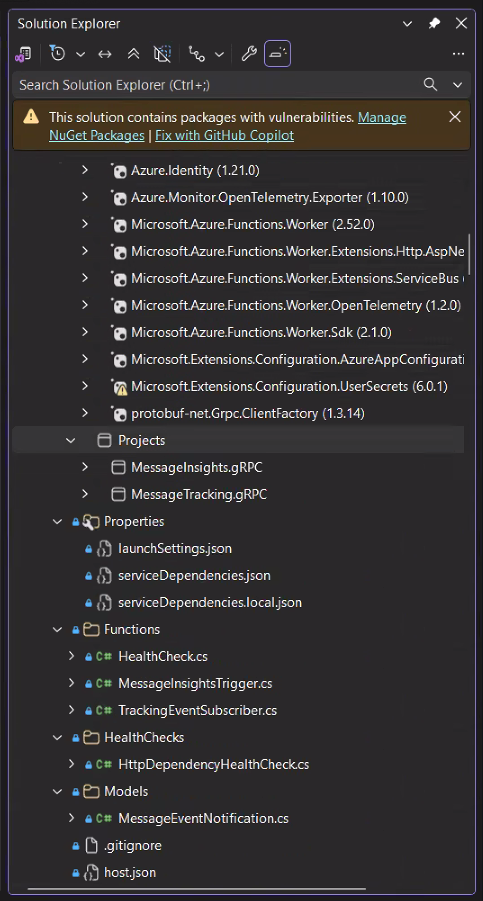 Solution Explorer
Search Solution Explorer (Ctrl+;)
This solution contains packages with vulnerabilities. Manage
NuGet Packages | Fix with GitHub Copilot
Azure.Identity (1.21.0)
Azure.Monitor.OpenTelemetry.Exporter (1.10.0)
Microsoft.Azure.Functions.Worker (2.52.0)
Microsoft.Azure.Functions.Worker.Extensions.Http.AspNe
Microsoft.Azure.Functions.Worker.Extensions.ServiceBus (
Microsoft.Azure.Functions.Worker.OpenTelemetry (1.2.0)
Microsoft.Azure.Functions.Worker.Sdk (2.1.0)
Microsoft.Extensions.Configuration.AzureAppConfigurati
Microsoft.Extensions.Configuration.UserSecrets (6.0.1)
protobuf-net.Grpc.ClientFactory (1.3.14)
Projects
MessageInsights.gRPC
MessageTracking.gRPC
Properties
launchSettings.json
serviceDependencies.json
serviceDependencies.local.json
Functions
C# HealthCheck.cs
C# MessageInsightsTrigger.cs
C# TrackingEventSubscriber.cs
HealthChecks
C# HttpDependencyHealthCheck.cs
Models
C# MessageEventNotification.cs
.gitignore
host.json